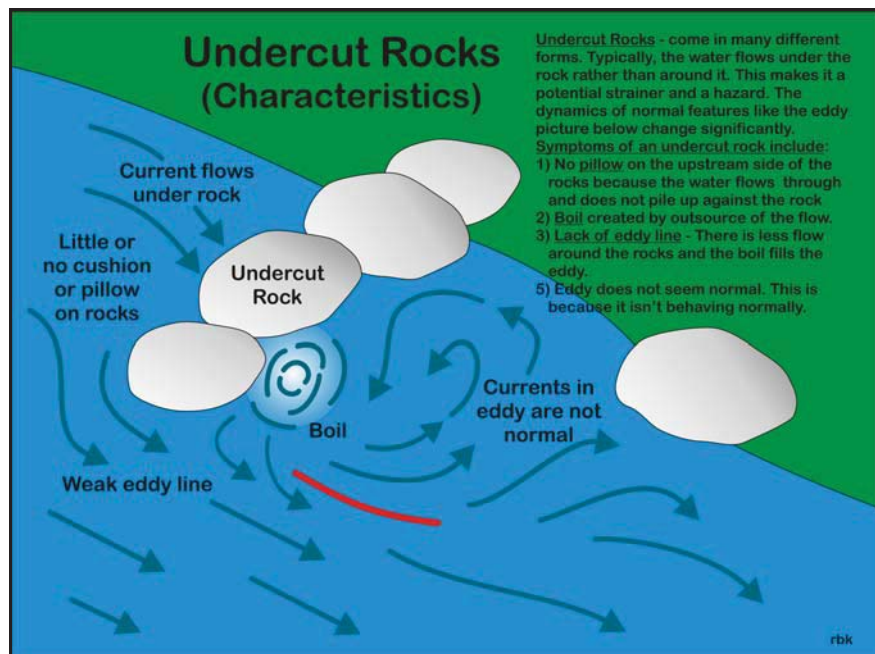 Undercut Rocks
(Characteristics)
Undercut Rocks - come in many different
forms. Typically, the water flows under the
rock rather than around it. This makes it a
potential strainer and a hazard. The
dynamics of normal features like the eddy
picture below change significantly.
Symptoms of an undercut rock include:
1) No pillow on the upstream side of the
rocks because the water flows through
and does not pile up against the rock
2) Boil created by outsource of the flow.
3) Lack of eddy line - There is less flow
around the rocks and the boil fills the
eddy.
5) Eddy does not seem normal. This is
because it isn't behaving normally.
Current flows
under rock
Little or
no cushion
or pillow
on rocks
Undercut
Rock
Boil
Currents in
eddy are not
normal
Weak eddy line
rbk